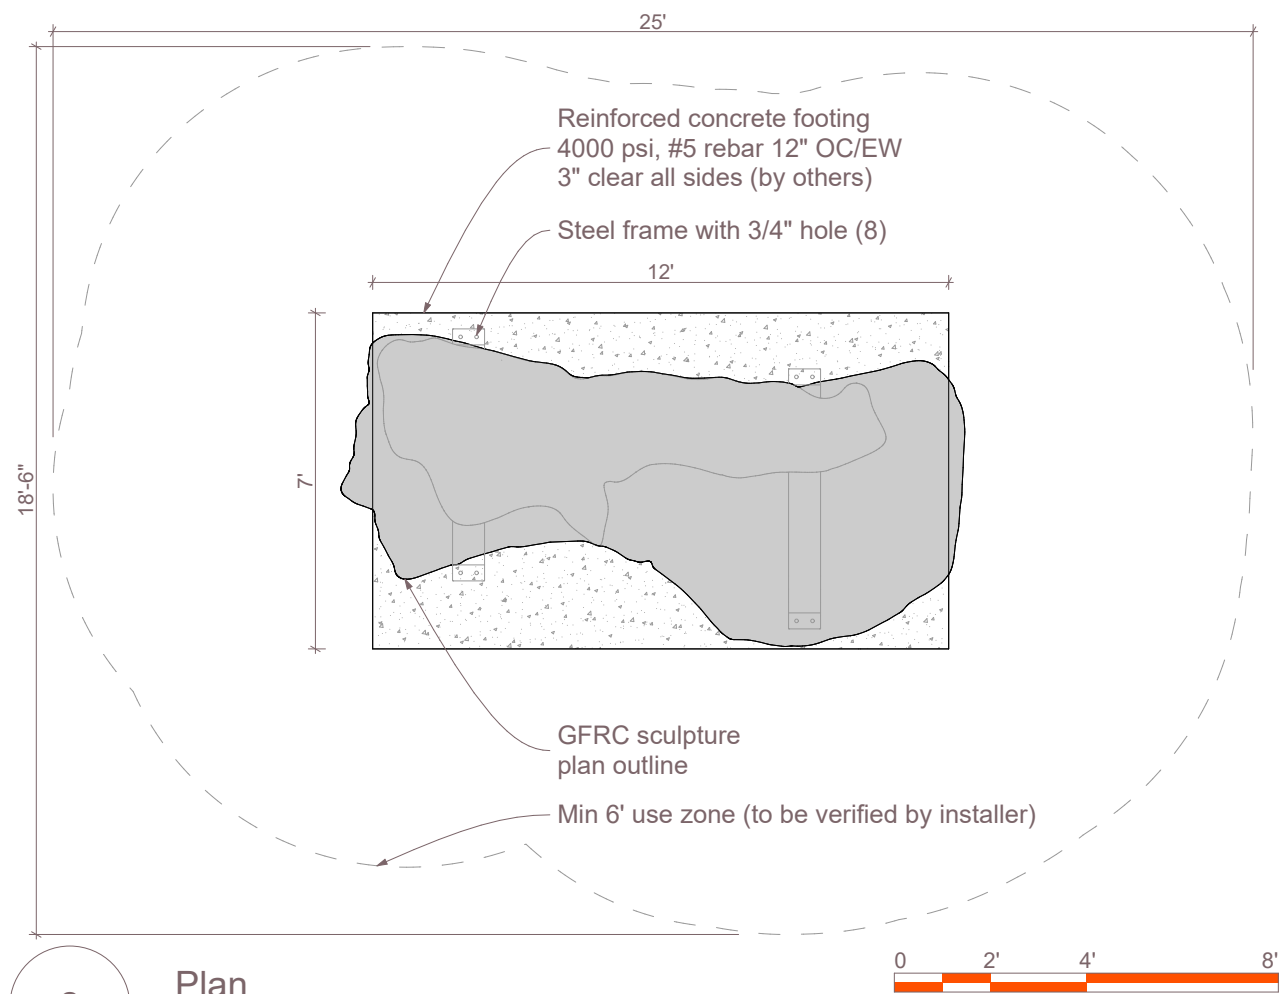 25'
Reinforced concrete footing
4000 psi, #5 rebar 12" OC/EW
3" clear all sides (by others)
Steel frame with 3/4" hole (8)
12'
18'-6"
7'
GFRC sculpture
plan outline
Min 6' use zone (to be verified by installer)
Plan
0 2' 4' 8'